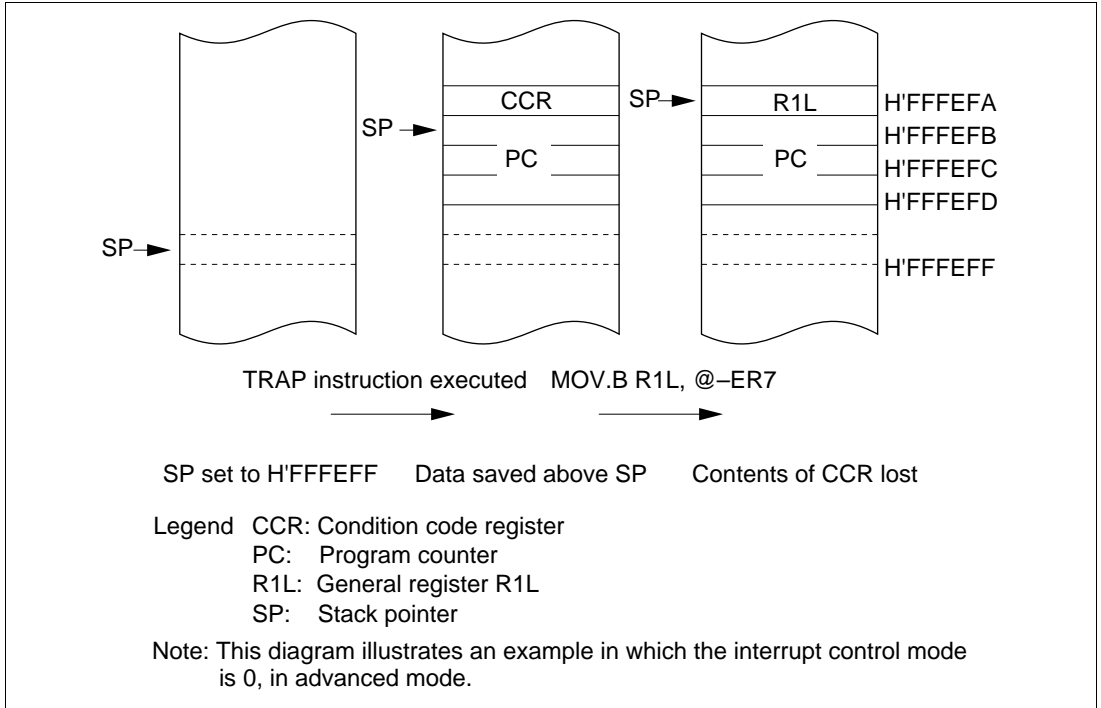 CCR
SP
R1L
H'FFFEFA
SP
H'FFFEFB
PC
PC
H'FFFEFC
H'FFFEFD
SP
H'FFFEFF
TRAP instruction executed
MOV.B R1L, @–ER7
SP set to H'FFFEFF
Data saved above SP
Contents of CCR lost
Legend CCR: Condition code register
PC: Program counter
R1L: General register R1L
SP: Stack pointer
Note: This diagram illustrates an example in which the interrupt control mode
is 0, in advanced mode.